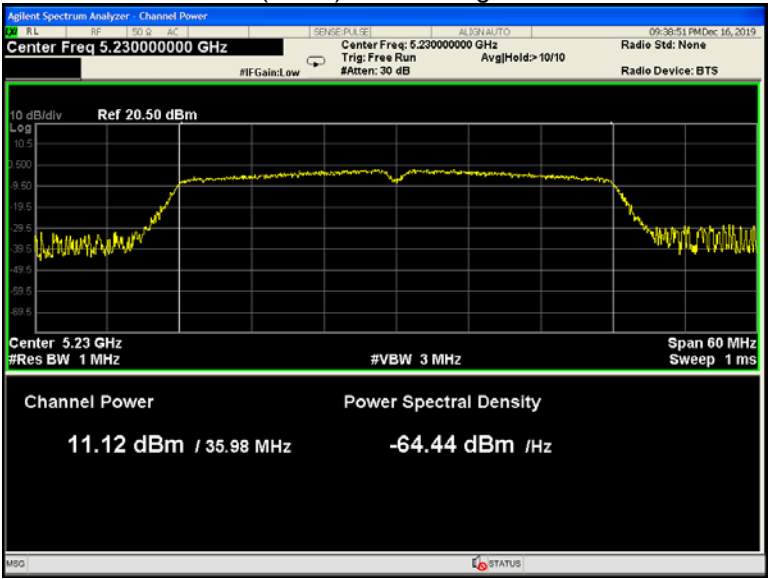 Agilent Spectrum Analyzer - Channel Power
RL RF 50 Ω AC SENSE:PULSE ALIGNAUTO 09:38:51 PM Dec 16, 2019
Center Freq 5.230000000 GHz
Center Freq: 5.230000000 GHz
Radio Std: None
Trig: Free Run Avg|Hold:> 10/10
#IFGain:Low #Atten: 30 dB
Radio Device: BTS
10 dB/div Ref 20.50 dBm
Log
10.5
0.500
-9.50
-19.5
-29.5
-39.5
-49.5
-59.5
-69.5
Center 5.23 GHz Span 60 MHz
#Res BW 1 MHz #VBW 3 MHz Sweep 1 ms
Channel Power Power Spectral Density
11.12 dBm / 35.98 MHz -64.44 dBm /Hz
MSG STATUS